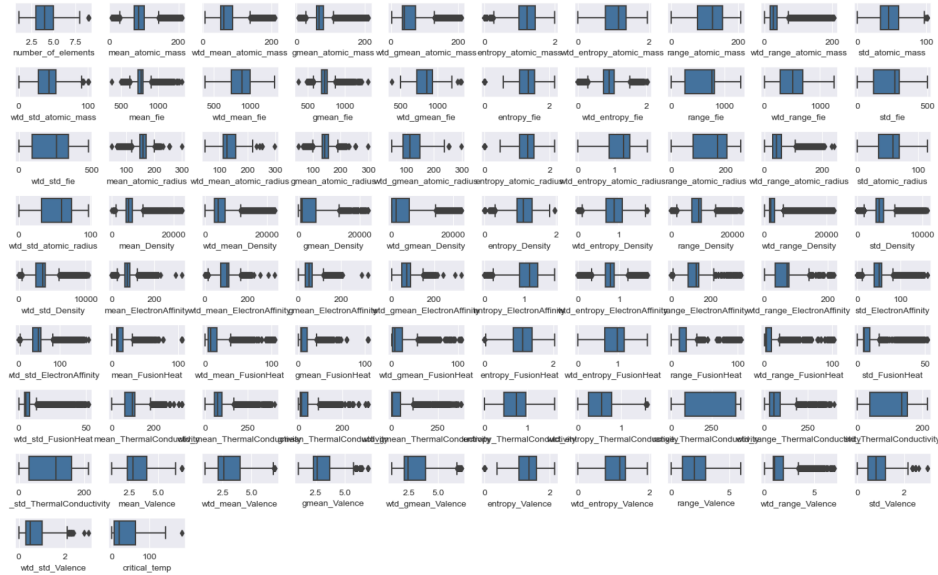 2.5 5.0 7.5 0 200 0 200 0 200 0 200 0 2 0 1 2 0 200 0 200 0 100
number_of_elements mean_atomic_mass wtd_mean_atomic_mass gmean_atomic_mass wtd_gmean_atomic_mass entropy_atomic_mass wtd_entropy_atomic_mass range_atomic_mass wtd_range_atomic_mass std_atomic_mass
0 100 500 1000 500 1000 500 1000 500 1000 0 2 0 2 0 1000 0 1000 0 500
wtd_std_atomic_mass mean_fie wtd_mean_fie gmean_fie wtd_gmean_fie entropy_fie wtd_entropy_fie range_fie wtd_range_fie std_fie
0 500 100 200 300 100 200 300 100 200 300 100 200 300 0 2 0 1 0 200 0 200 0 100
wtd_std_fie mean_atomic_radius wtd_mean_atomic_radius gmean_atomic_radius wtd_gmean_atomic_radius entropy_atomic_radius wtd_entropy_atomic_radius range_atomic_radius wtd_range_atomic_radius std_atomic_radius
0 100 0 20000 0 20000 0 20000 0 20000 0 2 0 1 0 20000 0 20000 0 10000
wtd_std_atomic_radius mean_Density wtd_mean_Density gmean_Density wtd_gmean_Density entropy_Density wtd_entropy_Density range_Density wtd_range_Density std_Density
0 10000 0 200 0 200 0 200 0 200 0 1 0 1 0 200 0 200 0 100
wtd_std_Density mean_ElectronAffinity wtd_mean_ElectronAffinity gmean_ElectronAffinity wtd_gmean_ElectronAffinity entropy_ElectronAffinity wtd_entropy_ElectronAffinity range_ElectronAffinity wtd_range_ElectronAffinity std_ElectronAffinity
0 100 0 100 0 100 0 100 0 100 0 2 0 1 0 100 0 100 0 50
wtd_std_ElectronAffinity mean_FusionHeat wtd_mean_FusionHeat gmean_FusionHeat wtd_gmean_FusionHeat entropy_FusionHeat wtd_entropy_FusionHeat range_FusionHeat wtd_range_FusionHeat std_FusionHeat
0 50 0 250 0 250 0 250 0 250 0 1 0 1 0 250 0 250 0 200
wtd_std_FusionHeat
0 200 2.5 5.0 2.5 5.0 2.5 5.0 2.5 5.0 0 2 0 2 0 5 0 5 0 2
_std_ThermalConductivity mean_Valence wtd_mean_Valence gmean_Valence wtd_gmean_Valence entropy_Valence wtd_entropy_Valence range_Valence wtd_range_Valence std_Valence
0 2 0 100
wtd_std_Valence critical_temp